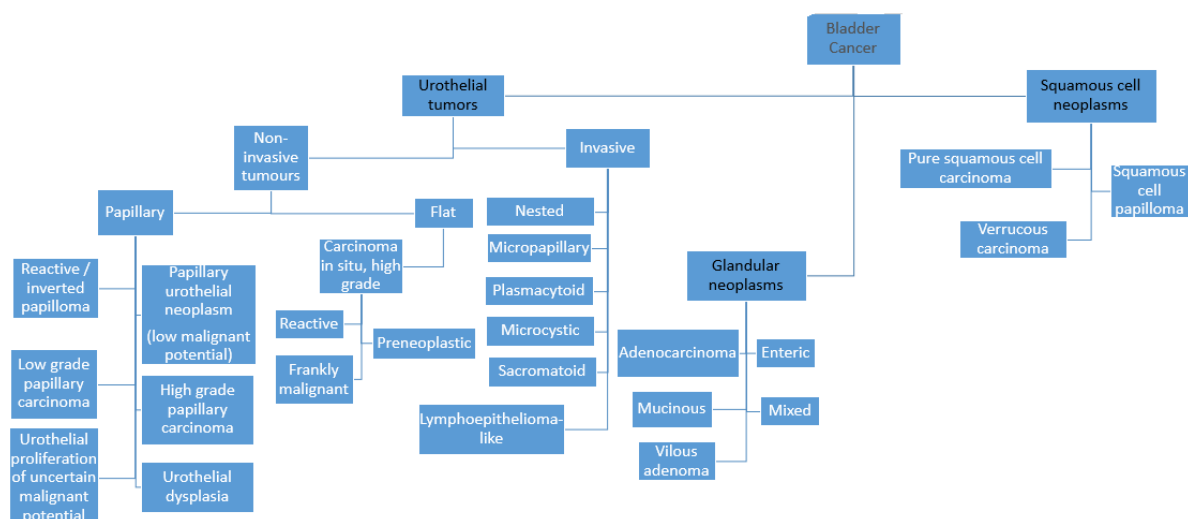 Bladder
Cancer
Urothelial
tumors
Squamous cell
neoplasms
Non-
invasive
tumours
Invasive
Pure squamous cell
carcinoma
Squamous
cell
papilloma
Verrucous
carcinoma
Papillary
Flat
Nested
Micropapillary
Plasmacytoid
Microcystic
Sacromatoid
Lymphoepithelioma-
like
Carcinoma
in situ, high
grade
Reactive
Preneoplastic
Frankly
malignant
Reactive /
inverted
papilloma
Papillary
urothelial
neoplasm
(low malignant
potential)
Low grade
papillary
carcinoma
High grade
papillary
carcinoma
Urothelial
proliferation
of uncertain
malignant
potential
Urothelial
dysplasia
Glandular
neoplasms
Adenocarcinoma
Enteric
Mucinous
Mixed
Vilous
adenoma